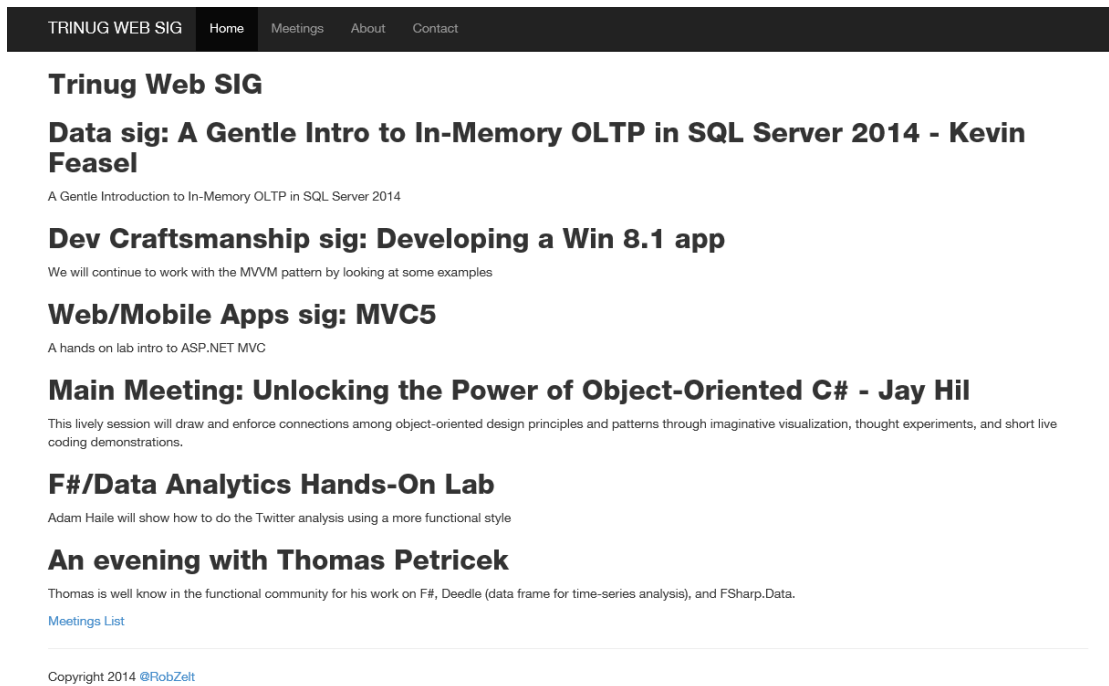 TRINUG WEB SIG Home Meetings About Contact
Trinug Web SIG
Data sig: A Gentle Intro to In-Memory OLTP in SQL Server 2014 - Kevin
Feasel
A Gentle Introduction to In-Memory OLTP in SQL Server 2014
Dev Craftsmanship sig: Developing a Win 8.1 app
We will continue to work with the MVVM pattern by looking at some examples
Web/Mobile Apps sig: MVC5
A hands on lab intro to ASP.NET MVC
Main Meeting: Unlocking the Power of Object-Oriented C# - Jay Hil
This lively session will draw and enforce connections among object-oriented design principles and patterns through imaginative visualization, thought experiments, and short live
coding demonstrations.
F#/Data Analytics Hands-On Lab
Adam Haile will show how to do the Twitter analysis using a more functional style
An evening with Thomas Petricek
Thomas is well know in the functional community for his work on F#, Deedle (data frame for time-series analysis), and FSharp.Data.
Meetings List
Copyright 2014 @RobZelt